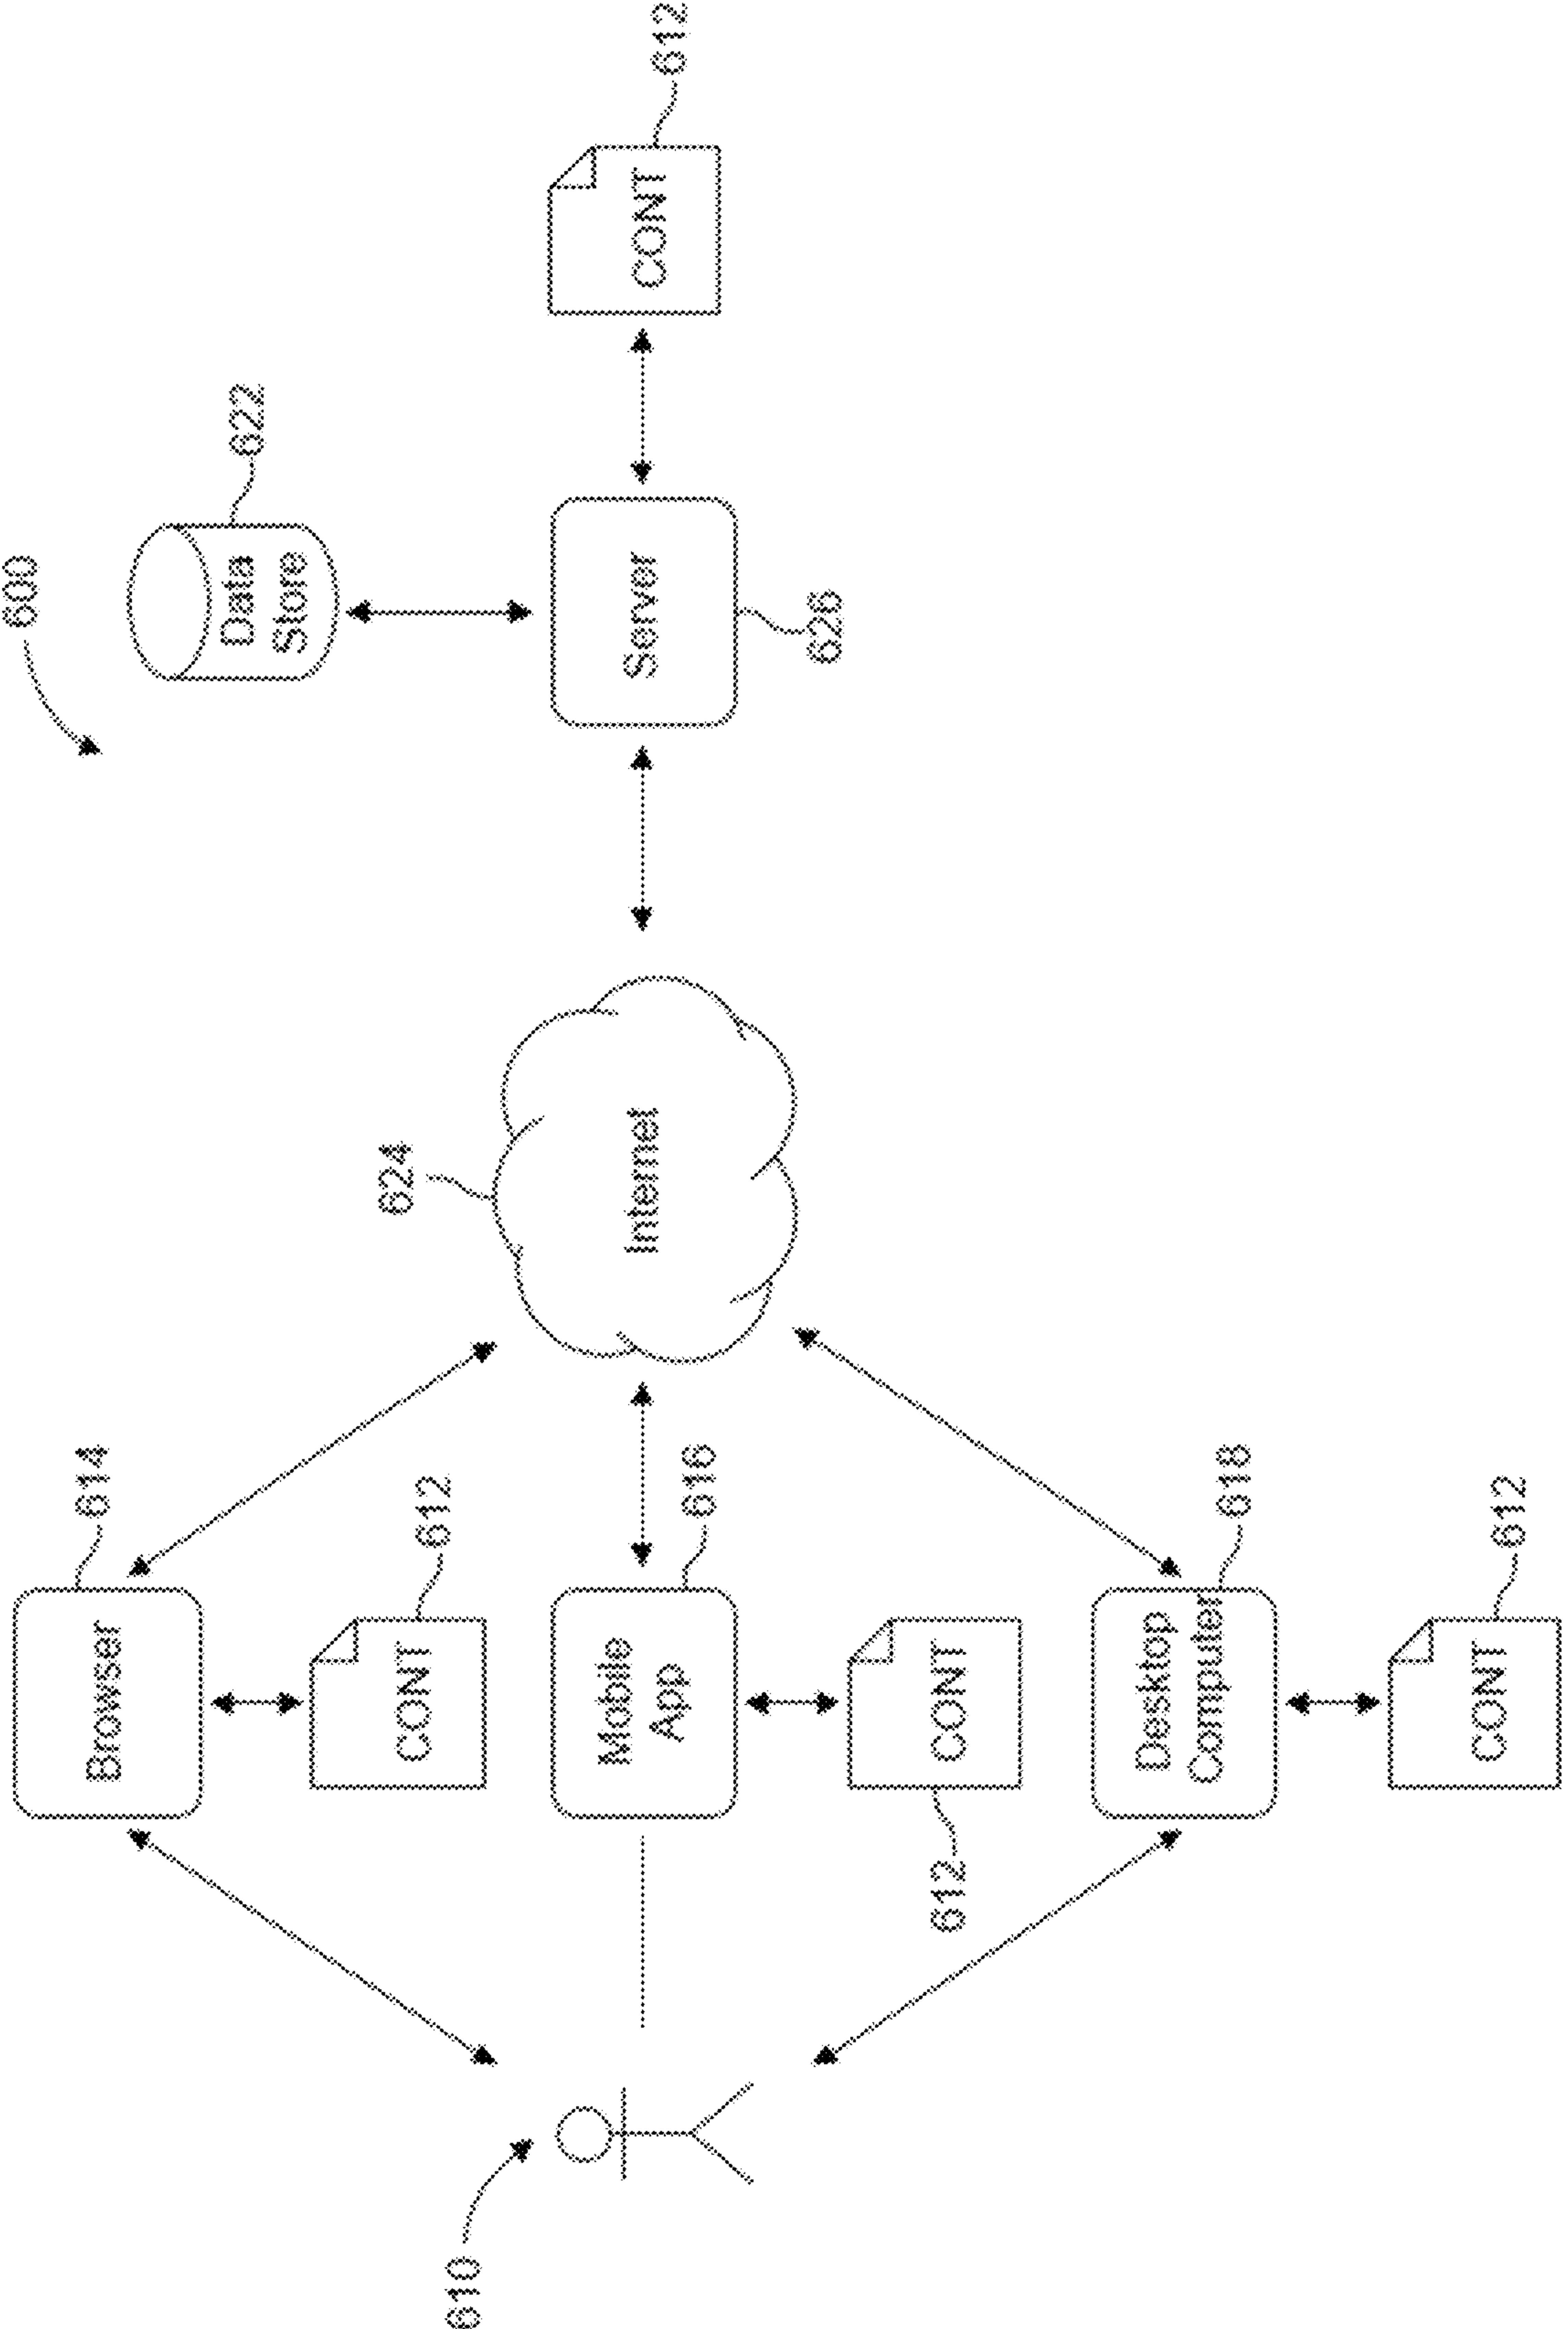 600
614
Browser
612
CONT
610
616
Mobile
App
612
CONT
618
Desktop
Computer
612
CONT
624
Internet
622
Data
Store
Server
626
612
CONT